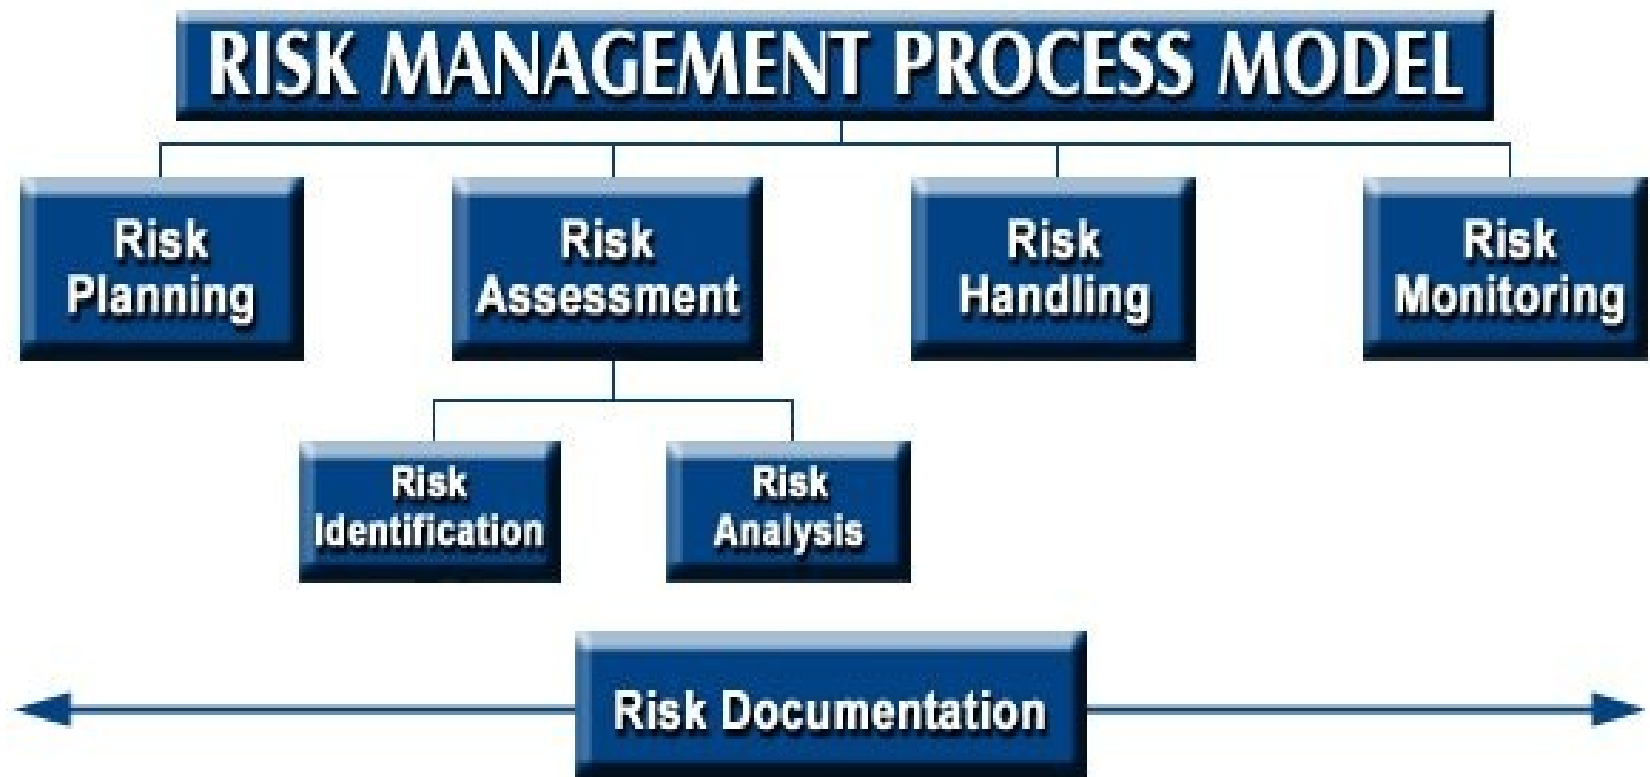 RISK MANAGEMENT PROCESS MODEL
Risk
Planning
Risk
Assessment
Risk
Handling
Risk
Monitoring
Risk
Identification
Risk
Analysis
Risk Documentation